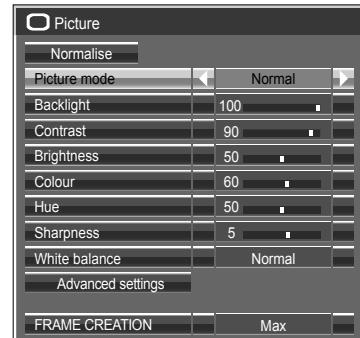 Picture
Normalise
Picture mode Normal
Backlight 100
Contrast 90
Brightness 50
Colour 60
Hue 50
Sharpness 5
White balance Normal
Advanced settings
FRAME CREATION Max